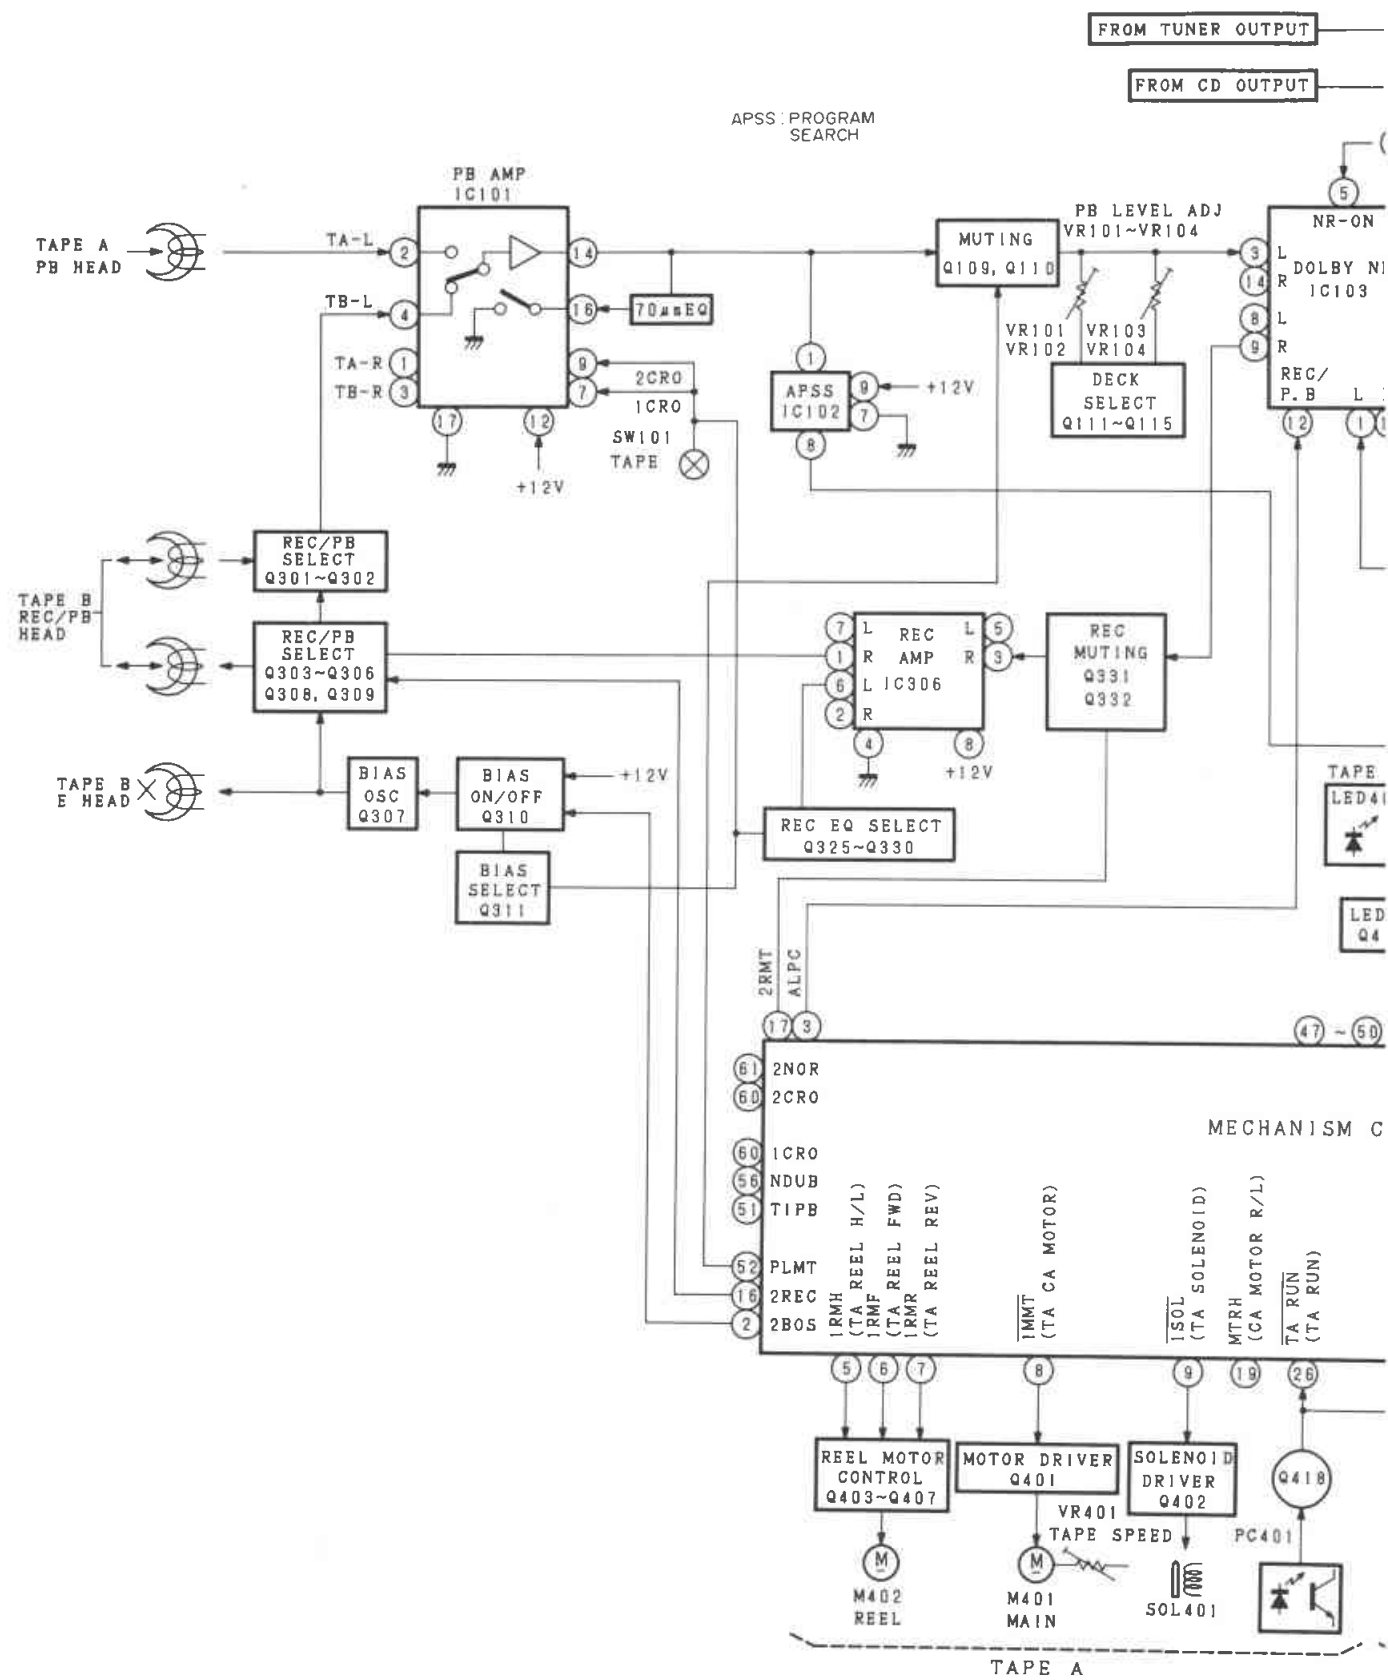 FROM TUNER OUTPUT
FROM CD OUTPUT
APSS: PROGRAM
SEARCH
PB AMP
IC101
TAPE A
PB HEAD
TA-L
2
14
TB-L
4
16
70μsEQ
TA-R
1
9
TB-R
3
7
2CRO
1CRO
17
12
+12V
SW101
TAPE
MUTING
Q109, Q110
PB LEVEL ADJ
VR101~VR104
VR101
VR102
VR103
VR104
DECK
SELECT
Q111~Q115
1
APSS
IC102
9
7
8
+12V
5
NR-ON
3
L
14
R
DOLBY
IC103
8
L
9
R
REC/
P.B
L
12
1
TAPE B
REC/PB
HEAD
REC/PB
SELECT
Q301~Q302
REC/PB
SELECT
Q303~Q306
Q308, Q309
7
L
REC
L
5
1
R
AMP
R
3
6
L
IC306
2
R
4
8
+12V
REC
MUTING
Q331
Q332
TAPE B
E HEAD
BIAS
OSC
Q307
BIAS
ON/OFF
Q310
+12V
BIAS
SELECT
Q311
REC EQ SELECT
Q325~Q330
TAPE
LED
Q4
2RMT
ALPC
17
3
47 ~ 50
61
2NOR
60
2CRO
MECHANISM C
60
1CRO
56
NDUB
51
TIPB
52
PLMT
16
2REC
2
2BOS
1RMH
(TA REEL H/L)
1RMF
(TA REEL FWD)
1RMR
(TA REEL REV)
1MMT
(TA CA MOTOR)
1SOL
(TA SOLENOID)
MTRH
(CA MOTOR R/L)
TA RUN
(TA RUN)
5
6
7
8
9
19
26
REEL MOTOR
CONTROL
Q403~Q407
MOTOR DRIVER
Q401
SOLENOID
DRIVER
Q402
Q418
VR401
TAPE SPEED
PC401
M
M
M402
REEL
M401
MAIN
SOL401
TAPE A